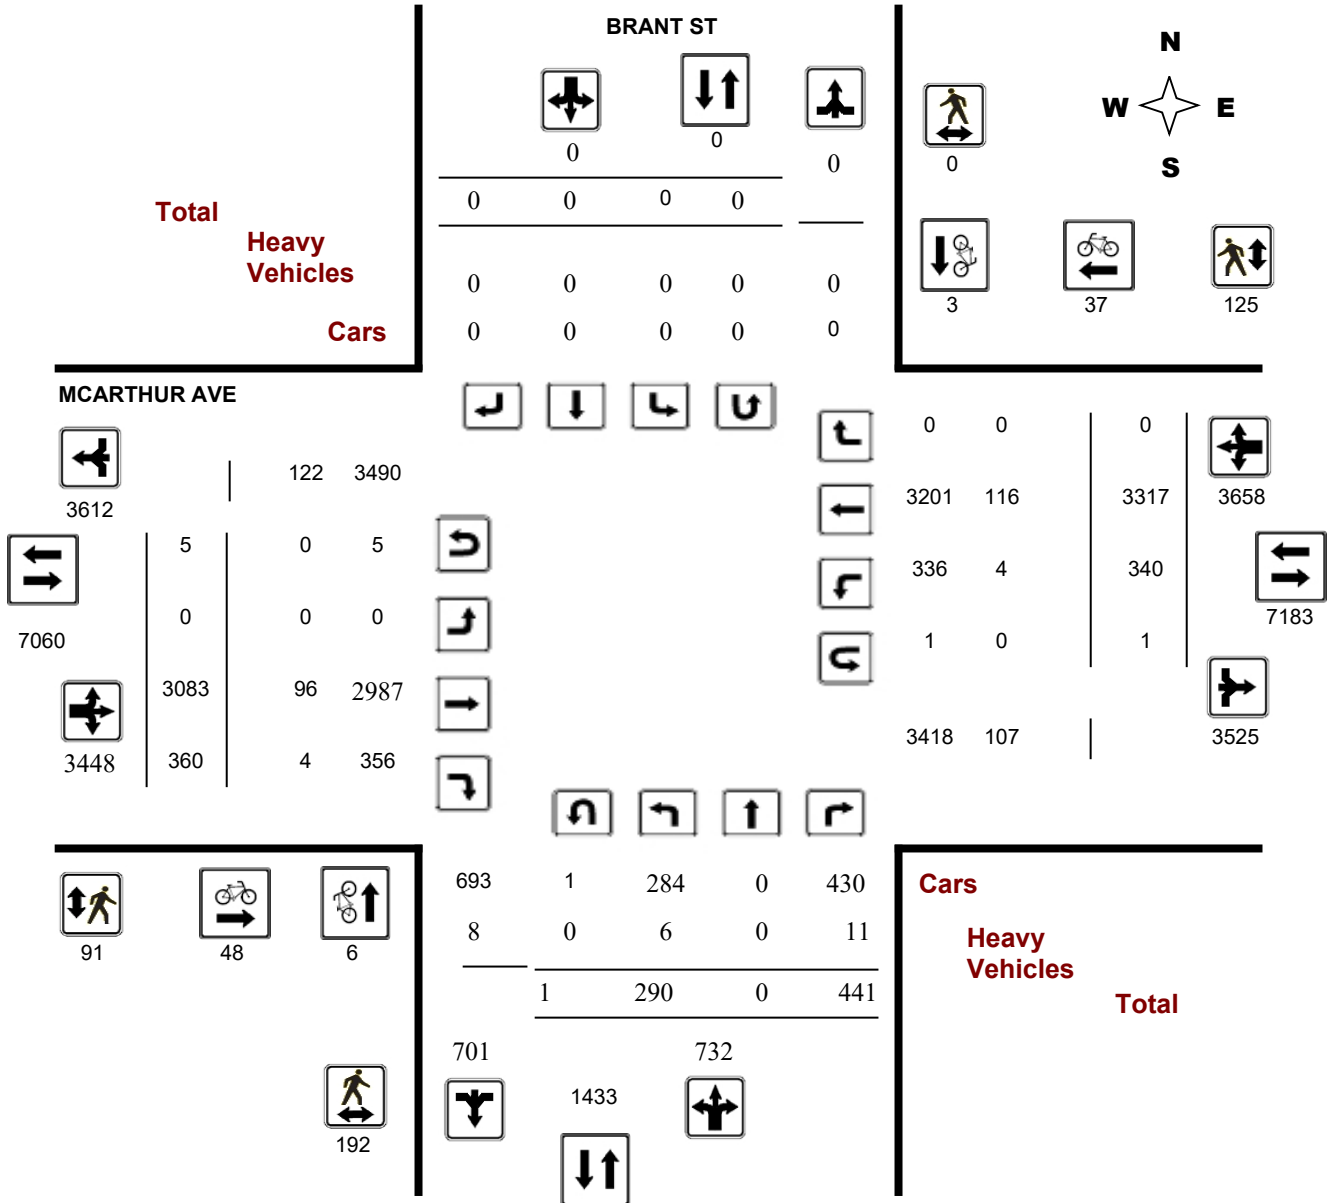 BRANT ST
N
W E
S
0
0
0
0
0 0 0 0
Total
Heavy
Vehicles
0 0 0 0 0
Cars
0 0 0 0 0
3 37 125
MCARTHUR AVE
0 0 0
122 3490
3612
3201 116 3317 3658
5 0 5
336 4 340
7183
0 0 0
7060
1 0 1
3083 96 2987
3418 107 3525
3448 360 4 356
693 1 284 0 430
Cars
8 0 6 0 11
Heavy
Vehicles
91 48 6
1 290 0 441
Total
701 732
1433
192